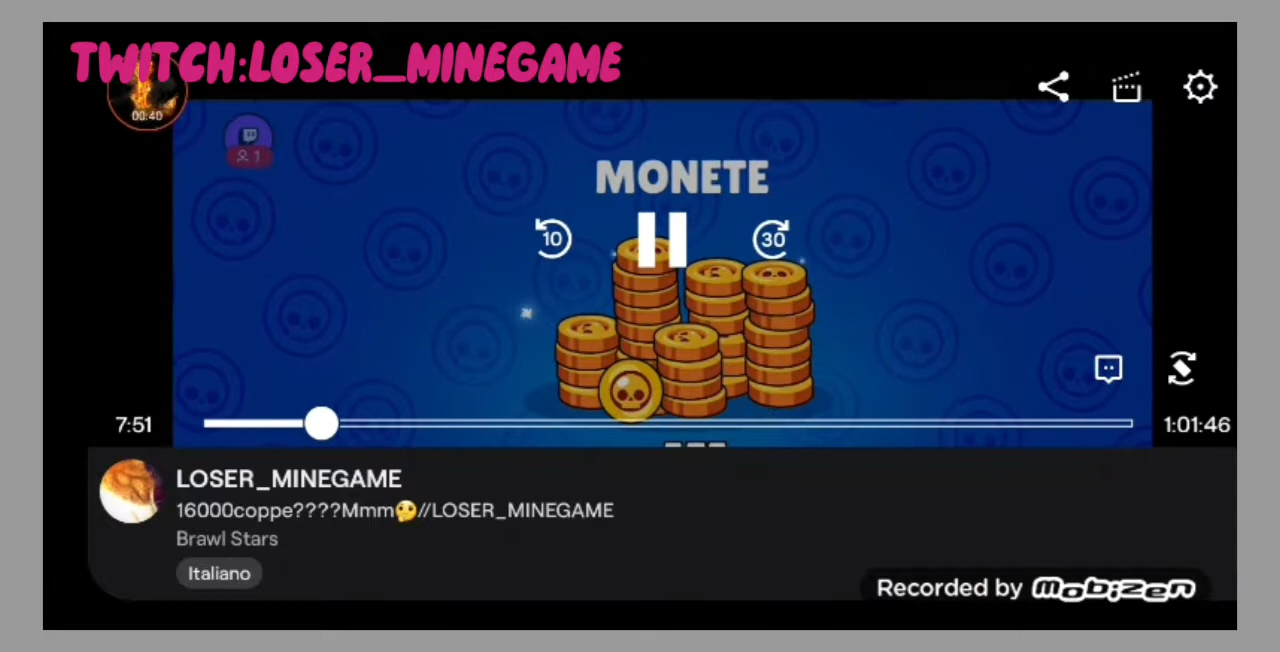 TWITCH:LOSER_MINEGAME
00:40
1
MONETE
10
30
7:51
1:01:46
LOSER_MINEGAME
16000coppe????Mmm🤔//LOSER_MINEGAME
Brawl Stars
Italiano
Recorded by Mobizen